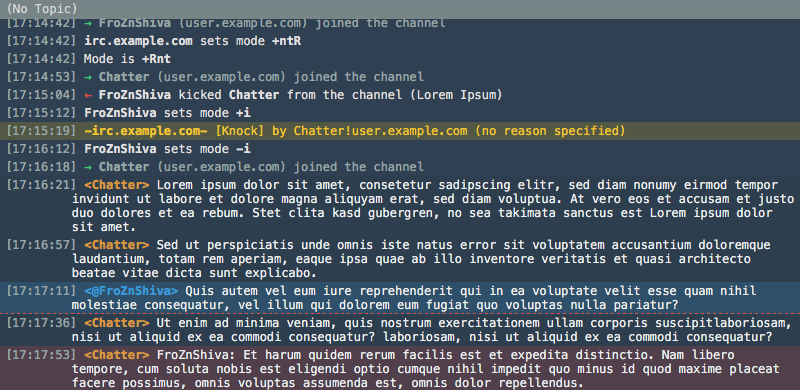 (No Topic)
[17:14:42] → FroZnShiva (user.example.com) joined the channel
[17:14:42] irc.example.com sets mode +ntR
[17:14:42] Mode is +Rnt
[17:14:53] → Chatter (user.example.com) joined the channel
[17:15:04] ← FroZnShiva kicked Chatter from the channel (Lorem Ipsum)
[17:15:12] FroZnShiva sets mode +i
[17:15:19] -irc.example.com- [Knock] by Chatter!user.example.com (no reason specified)
[17:16:12] FroZnShiva sets mode -i
[17:16:18] → Chatter (user.example.com) joined the channel
[17:16:21] <Chatter> Lorem ipsum dolor sit amet, consetetur sadipscing elitr, sed diam nonumy eirmod tempor
invidunt ut labore et dolore magna aliquyam erat, sed diam voluptua. At vero eos et accusam et justo
duo dolores et ea rebum. Stet clita kasd gubergren, no sea takimata sanctus est Lorem ipsum dolor
sit amet.
[17:16:57] <Chatter> Sed ut perspiciatis unde omnis iste natus error sit voluptatem accusantium doloremque
laudantium, totam rem aperiam, eaque ipsa quae ab illo inventore veritatis et quasi architecto
beatae vitae dicta sunt explicabo.
[17:17:11] <@FroZnShiva> Quis autem vel eum iure reprehenderit qui in ea voluptate velit esse quam nihil
molestiae consequatur, vel illum qui dolorem eum fugiat quo voluptas nulla pariatur?
[17:17:36] <Chatter> Ut enim ad minima veniam, quis nostrum exercitationem ullam corporis suscipitlaboriosam,
nisi ut aliquid ex ea commodi consequatur? laboriosam, nisi ut aliquid ex ea commodi consequatur?
[17:17:53] <Chatter> FroZnShiva: Et harum quidem rerum facilis est et expedita distinctio. Nam libero
tempore, cum soluta nobis est eligendi optio cumque nihil impedit quo minus id quod maxime placeat
facere possimus, omnis voluptas assumenda est, omnis dolor repellendus.